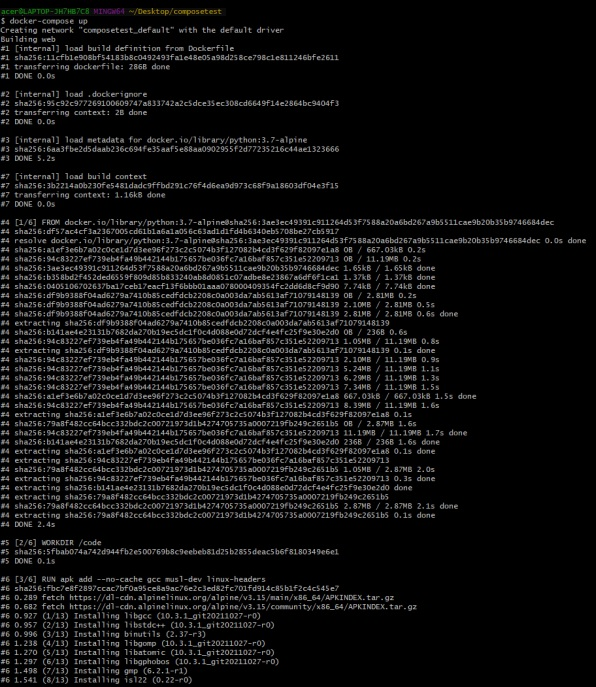 acer@LAPTOP-JH7HB7C8 MINGW64 ~/Desktop/composetest
$ docker-compose up
Creating network "composetest_default" with the default driver
Building web
#1 [internal] load build definition from Dockerfile
#1 sha256:11cfb1e908bf54183b8c0492493fa1e48e05a98d258ce798c1e811246bfe2611
#1 transferring dockerfile: 286B done
#1 DONE 0.0s
#2 [internal] load .dockerignore
#2 sha256:95c92c977269100609747a833742a2c5dce35ec308cd6649f14e2864bc9404f3
#2 transferring context: 2B done
#2 DONE 0.0s
#3 [internal] load metadata for docker.io/library/python:3.7-alpine
#3 sha256:6aa3fbe2d5daab236c694fe35aaf5e88aa0902955f2d77235216c44ae1323666
#3 DONE 5.2s
#7 [internal] load build context
#7 sha256:3b2214a0b230fe5481dadc9ffbd291c76f4d6ea9d973c68f9a18603df04e3f15
#7 transferring context: 1.16kB done
#7 DONE 0.0s
#4 [1/6] FROM docker.io/library/python:3.7-alpine@sha256:3ae3ec49391c911264d53f7588a20a6bd267a9b5511cae9b20b35b9746684dec
#4 sha256:df57ac4cf3a2367005cd61b1a6a1a056c63ad1d1fd4b6340eb5708be27cb5917
#4 resolve docker.io/library/python:3.7-alpine@sha256:3ae3ec49391c911264d53f7588a20a6bd267a9b5511cae9b20b35b9746684dec 0.0s done
#4 sha256:a1ef3e6b7a02c0ce1d7d3ee96f273c2c5074b3f127082b4cd3f629f82097e1a8 0B / 667.03kB 0.2s
#4 sha256:94c83227ef739eb4fa49b442144b175657be036fc7a16baf857c351e52209713 0B / 11.19MB 0.2s
#4 sha256:3ae3ec49391c911264d53f7588a20a6bd267a9b5511cae9b20b35b9746684dec 1.65kB / 1.65kB done
#4 sha256:b358bd2f452ded6559f809d85b833240ab8d0851c07adbe8e23867a6df6f1ca1 1.37kB / 1.37kB done
#4 sha256:0405106702637ba17ceb17eacf13f6bbb01aaa078000409354fc2dd6d8cf9d90 7.74kB / 7.74kB done
#4 sha256:df9b9388f04ad6279a7410b85cedfdcb2208c0a003da7ab5613af71079148139 0B / 2.81MB 0.2s
#4 sha256:df9b9388f04ad6279a7410b85cedfdcb2208c0a003da7ab5613af71079148139 2.10MB / 2.81MB 0.5s
#4 sha256:df9b9388f04ad6279a7410b85cedfdcb2208c0a003da7ab5613af71079148139 2.81MB / 2.81MB 0.6s done
#4 extracting sha256:df9b9388f04ad6279a7410b85cedfdcb2208c0a003da7ab5613af71079148139
#4 sha256:b141ae4e23131b7682da270b19ec5dc1f0c4d088e0d72dcf4e4fc25f9e30e2d0 0B / 236B 0.6s
#4 sha256:94c83227ef739eb4fa49b442144b175657be036fc7a16baf857c351e52209713 1.05MB / 11.19MB 0.8s
#4 extracting sha256:df9b9388f04ad6279a7410b85cedfdcb2208c0a003da7ab5613af71079148139 0.1s done
#4 sha256:94c83227ef739eb4fa49b442144b175657be036fc7a16baf857c351e52209713 2.10MB / 11.19MB 0.9s
#4 sha256:94c83227ef739eb4fa49b442144b175657be036fc7a16baf857c351e52209713 5.24MB / 11.19MB 1.1s
#4 sha256:94c83227ef739eb4fa49b442144b175657be036fc7a16baf857c351e52209713 6.29MB / 11.19MB 1.3s
#4 sha256:94c83227ef739eb4fa49b442144b175657be036fc7a16baf857c351e52209713 7.34MB / 11.19MB 1.5s
#4 sha256:a1ef3e6b7a02c0ce1d7d3ee96f273c2c5074b3f127082b4cd3f629f82097e1a8 667.03kB / 667.03kB 1.5s done
#4 sha256:94c83227ef739eb4fa49b442144b175657be036fc7a16baf857c351e52209713 8.39MB / 11.19MB 1.6s
#4 extracting sha256:a1ef3e6b7a02c0ce1d7d3ee96f273c2c5074b3f127082b4cd3f629f82097e1a8 0.1s
#4 sha256:79a8f482cc64bcc332bdc2c00721973d1b4274705735a0007219fb249c2651b5 0B / 2.87MB 1.6s
#4 sha256:94c83227ef739eb4fa49b442144b175657be036fc7a16baf857c351e52209713 11.19MB / 11.19MB 1.7s done
#4 sha256:b141ae4e23131b7682da270b19ec5dc1f0c4d088e0d72dcf4e4fc25f9e30e2d0 236B / 236B 1.6s done
#4 extracting sha256:a1ef3e6b7a02c0ce1d7d3ee96f273c2c5074b3f127082b4cd3f629f82097e1a8 0.1s done
#4 extracting sha256:94c83227ef739eb4fa49b442144b175657be036fc7a16baf857c351e52209713
#4 sha256:79a8f482cc64bcc332bdc2c00721973d1b4274705735a0007219fb249c2651b5 1.05MB / 2.87MB 2.0s
#4 extracting sha256:94c83227ef739eb4fa49b442144b175657be036fc7a16baf857c351e52209713 0.3s done
#4 extracting sha256:b141ae4e23131b7682da270b19ec5dc1f0c4d088e0d72dcf4e4fc25f9e30e2d0 done
#4 extracting sha256:79a8f482cc64bcc332bdc2c00721973d1b4274705735a0007219fb249c2651b5
#4 sha256:79a8f482cc64bcc332bdc2c00721973d1b4274705735a0007219fb249c2651b5 2.87MB / 2.87MB 2.1s done
#4 extracting sha256:79a8f482cc64bcc332bdc2c00721973d1b4274705735a0007219fb249c2651b5 0.1s done
#4 DONE 2.4s
#5 [2/6] WORKDIR /code
#5 sha256:5fbab074a742d944fb2e500769b8c9eebeb81d25b2855deac5b6f8180349e6e1
#5 DONE 0.1s
#6 [3/6] RUN apk add --no-cache gcc musl-dev linux-headers
#6 sha256:fbc7e8f2897ccac7bf0a95ce8a9ac76e2c3ed82fc701fd914c85b1f2c4c545e7
#6 0.289 fetch https://dl-cdn.alpinelinux.org/alpine/v3.15/main/x86_64/APKINDEX.tar.gz
#6 0.682 fetch https://dl-cdn.alpinelinux.org/alpine/v3.15/community/x86_64/APKINDEX.tar.gz
#6 0.927 (1/13) Installing libgcc (10.3.1_git20211027-r0)
#6 0.957 (2/13) Installing libstdc++ (10.3.1_git20211027-r0)
#6 0.996 (3/13) Installing binutils (2.37-r3)
#6 1.238 (4/13) Installing libgomp (10.3.1_git20211027-r0)
#6 1.270 (5/13) Installing libatomic (10.3.1_git20211027-r0)
#6 1.297 (6/13) Installing libgphobos (10.3.1_git20211027-r0)
#6 1.498 (7/13) Installing gmp (6.2.1-r1)
#6 1.541 (8/13) Installing isl22 (0.22-r0)